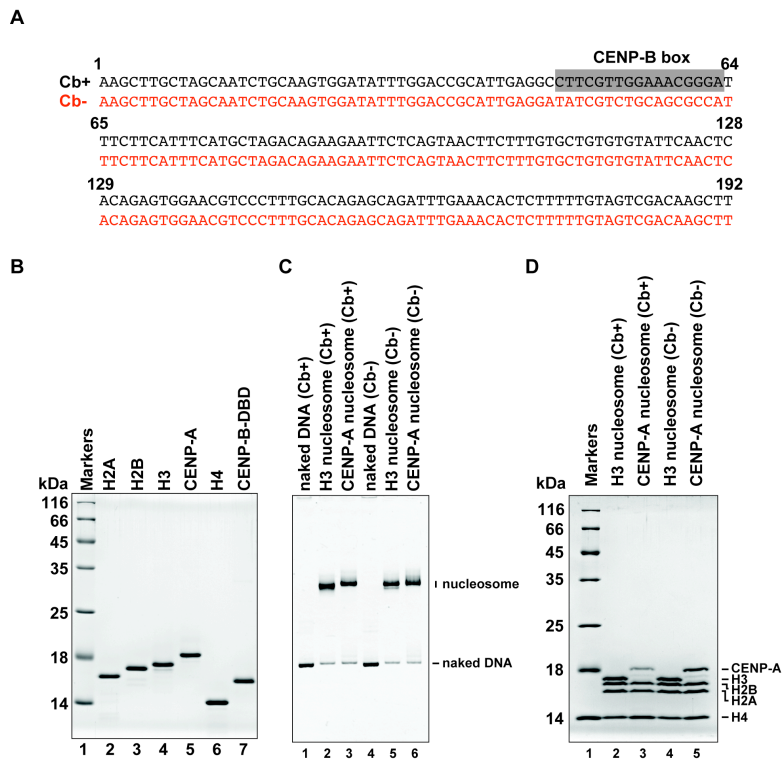 A
1 CENP-B box 64
Cb+ AAGCTTGCTAGCAATCTGCAAGTGGATATTTGGACCGCATTGAGGCCTTCGTTGGAAACGGGAT
Cb- AAGCTTGCTAGCAATCTGCAAGTGGATATTTGGACCGCATTGAGGATATCGTCTGCAGCGCCAT
65 128
TTCTTCATTTCATGCTAGACAGAAGAATTCTCAGTAACTTCTTTGTGCTGTGTGTATTCAACTC
TTCTTCATTTCATGCTAGACAGAAGAATTCTCAGTAACTTCTTTGTGCTGTGTGTATTCAACTC
129 192
ACAGAGTGGAACGTCCCTTTGCACAGAGCAGATTTGAAACACTCTTTTTGTAGTCGACAAGCTT
ACAGAGTGGAACGTCCCTTTGCACAGAGCAGATTTGAAACACTCTTTTTGTAGTCGACAAGCTT
B
kDa
Markers
H2A
H2B
H3
CENP-A
H4
CENP-B-DBD
116
66
45
35
25
18
14
1 2 3 4 5 6 7
C
naked DNA (Cb+)
H3 nucleosome (Cb+)
CENP-A nucleosome (Cb+)
naked DNA (Cb-)
H3 nucleosome (Cb-)
CENP-A nucleosome (Cb-)
nucleosome
naked DNA
1 2 3 4 5 6
D
kDa
Markers
H3 nucleosome (Cb+)
CENP-A nucleosome (Cb+)
H3 nucleosome (Cb-)
CENP-A nucleosome (Cb-)
116
66
45
35
25
18
14
CENP-A
H3
H2B
H2A
H4
1 2 3 4 5